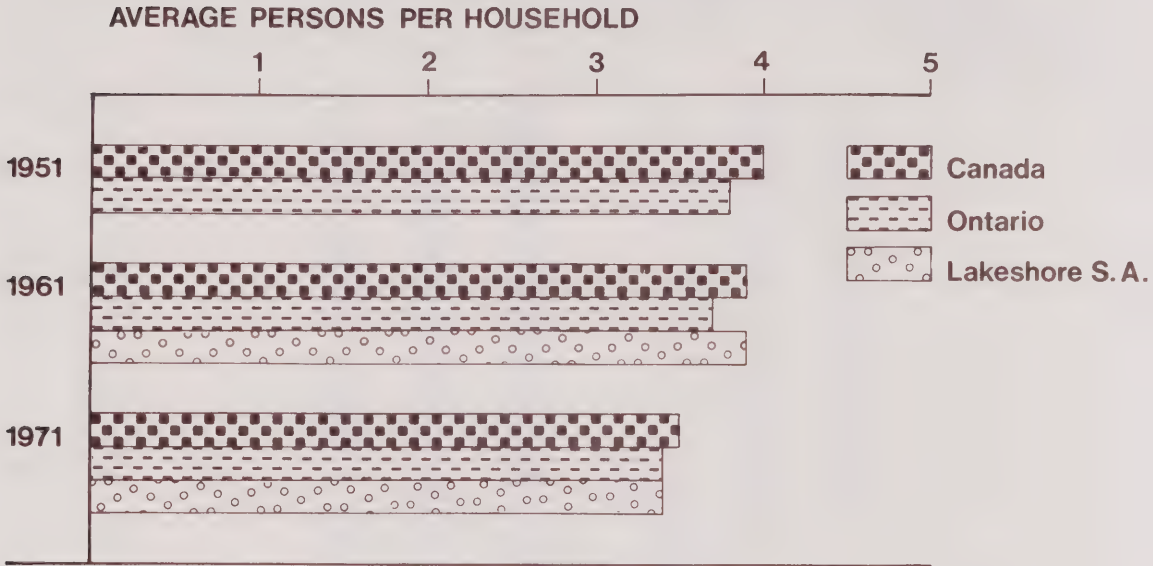 AVERAGE PERSONS PER HOUSEHOLD
1 2 3 4 5
1951
Canada
Ontario
1961
Lakeshore S.A.
1971